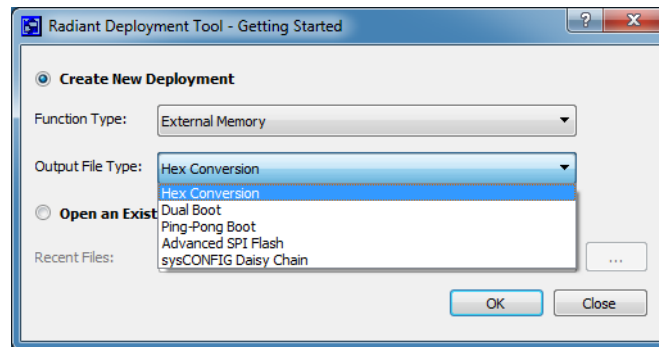 Radiant Deployment Tool - Getting Started
Create New Deployment
Function Type: External Memory
Output File Type: Hex Conversion
Hex Conversion
Dual Boot
Open an Exist
Ping-Pong Boot
Advanced SPI Flash
Recent Files: sysCONFIG Daisy Chain ...
OK Close